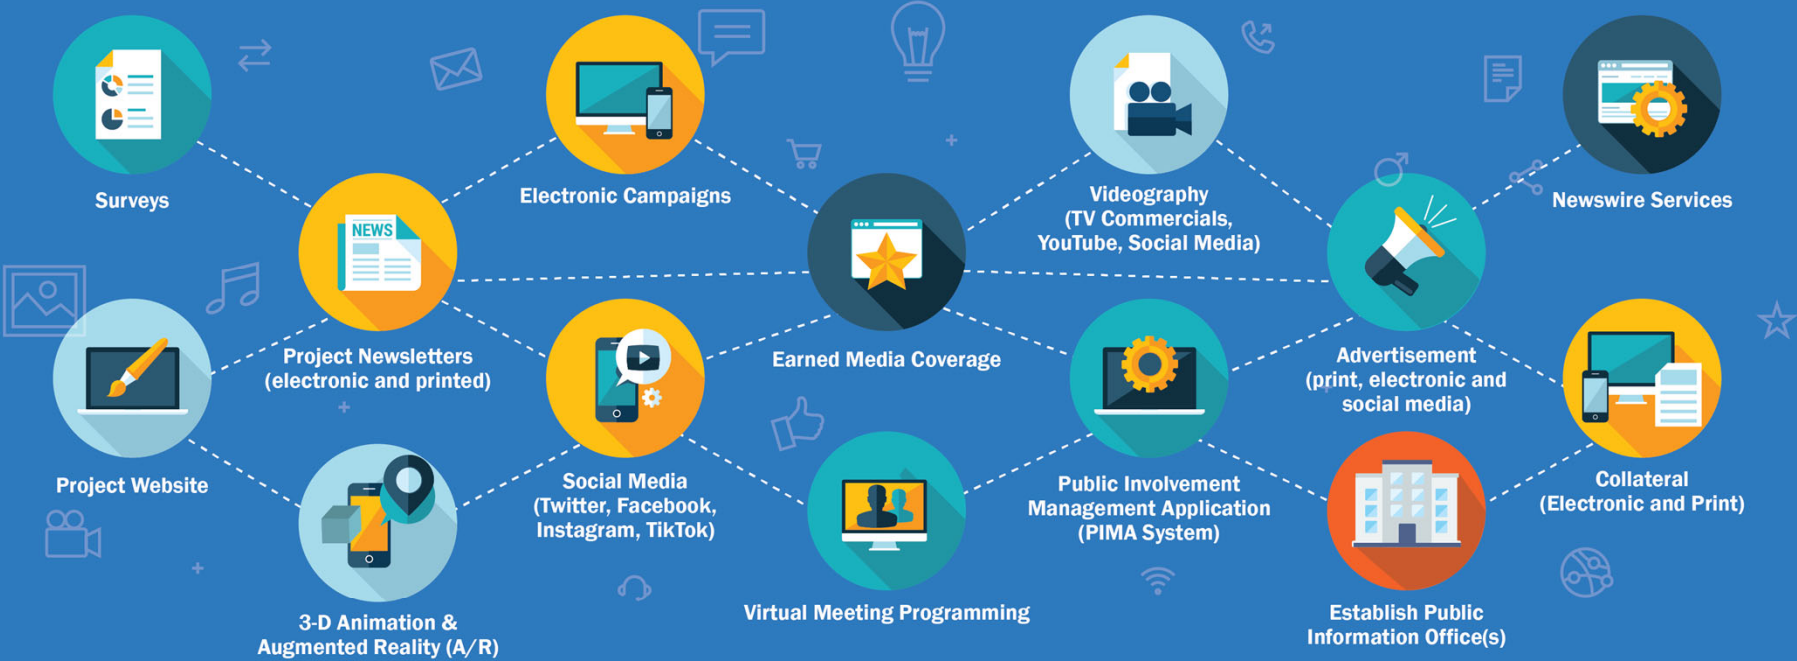 Surveys
Electronic Campaigns
Videography
(TV Commercials,
YouTube, Social Media)
Newswire Services
NEWS
Project Newsletters
(electronic and printed)
Earned Media Coverage
Advertisement
(print, electronic and
social media)
Project Website
Social Media
(Twitter, Facebook,
Instagram, TikTok)
Public Involvement
Management Application
(PIMA System)
Collateral
(Electronic and Print)
3-D Animation &
Augmented Reality (A/R)
Virtual Meeting Programming
Establish Public
Information Office(s)